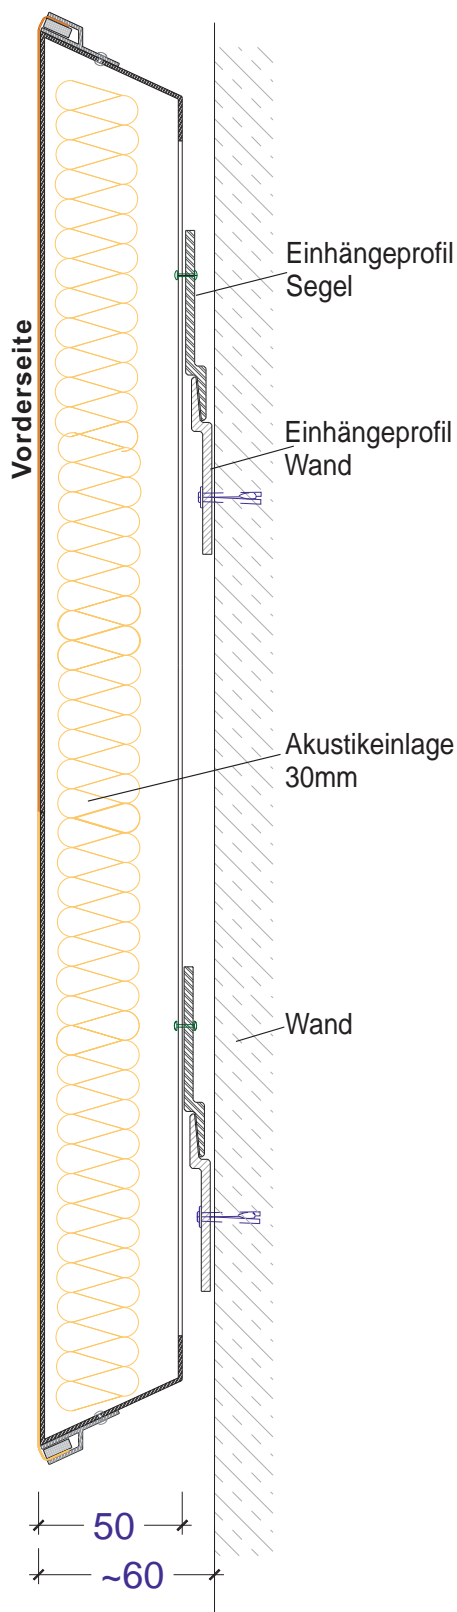 Einhängeprofil
Segel
Vorderseite
Einhängeprofil
Wand
Akustikeinlage
30mm
Wand
50
~60